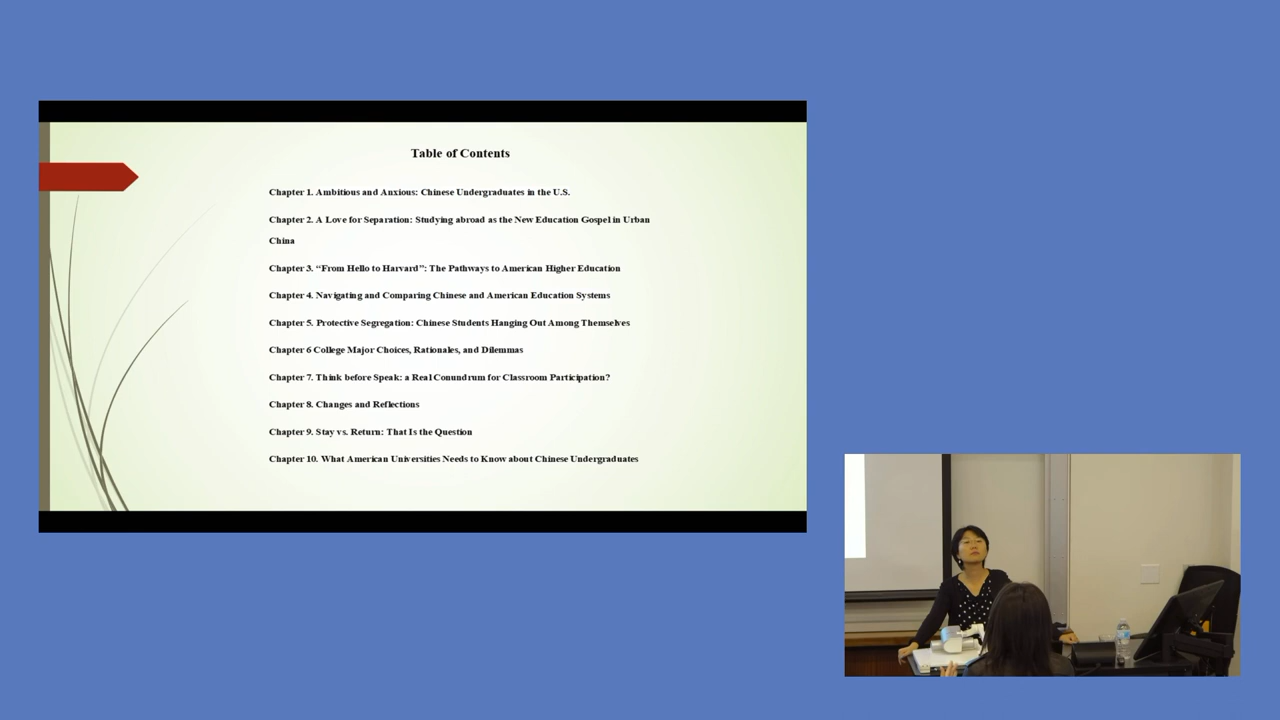 Table of Contents
Chapter 1. Ambitious and Anxious: Chinese Undergraduates in the U.S.
Chapter 2. A Love for Separation: Studying abroad as the New Education Gospel in Urban
China
Chapter 3. “From Hello to Harvard”: The Pathways to American Higher Education
Chapter 4. Navigating and Comparing Chinese and American Education Systems
Chapter 5. Protective Segregation: Chinese Students Hanging Out Among Themselves
Chapter 6 College Major Choices, Rationales, and Dilemmas
Chapter 7. Think before Speak: a Real Conundrum for Classroom Participation?
Chapter 8. Changes and Reflections
Chapter 9. Stay vs. Return: That Is the Question
Chapter 10. What American Universities Needs to Know about Chinese Undergraduates